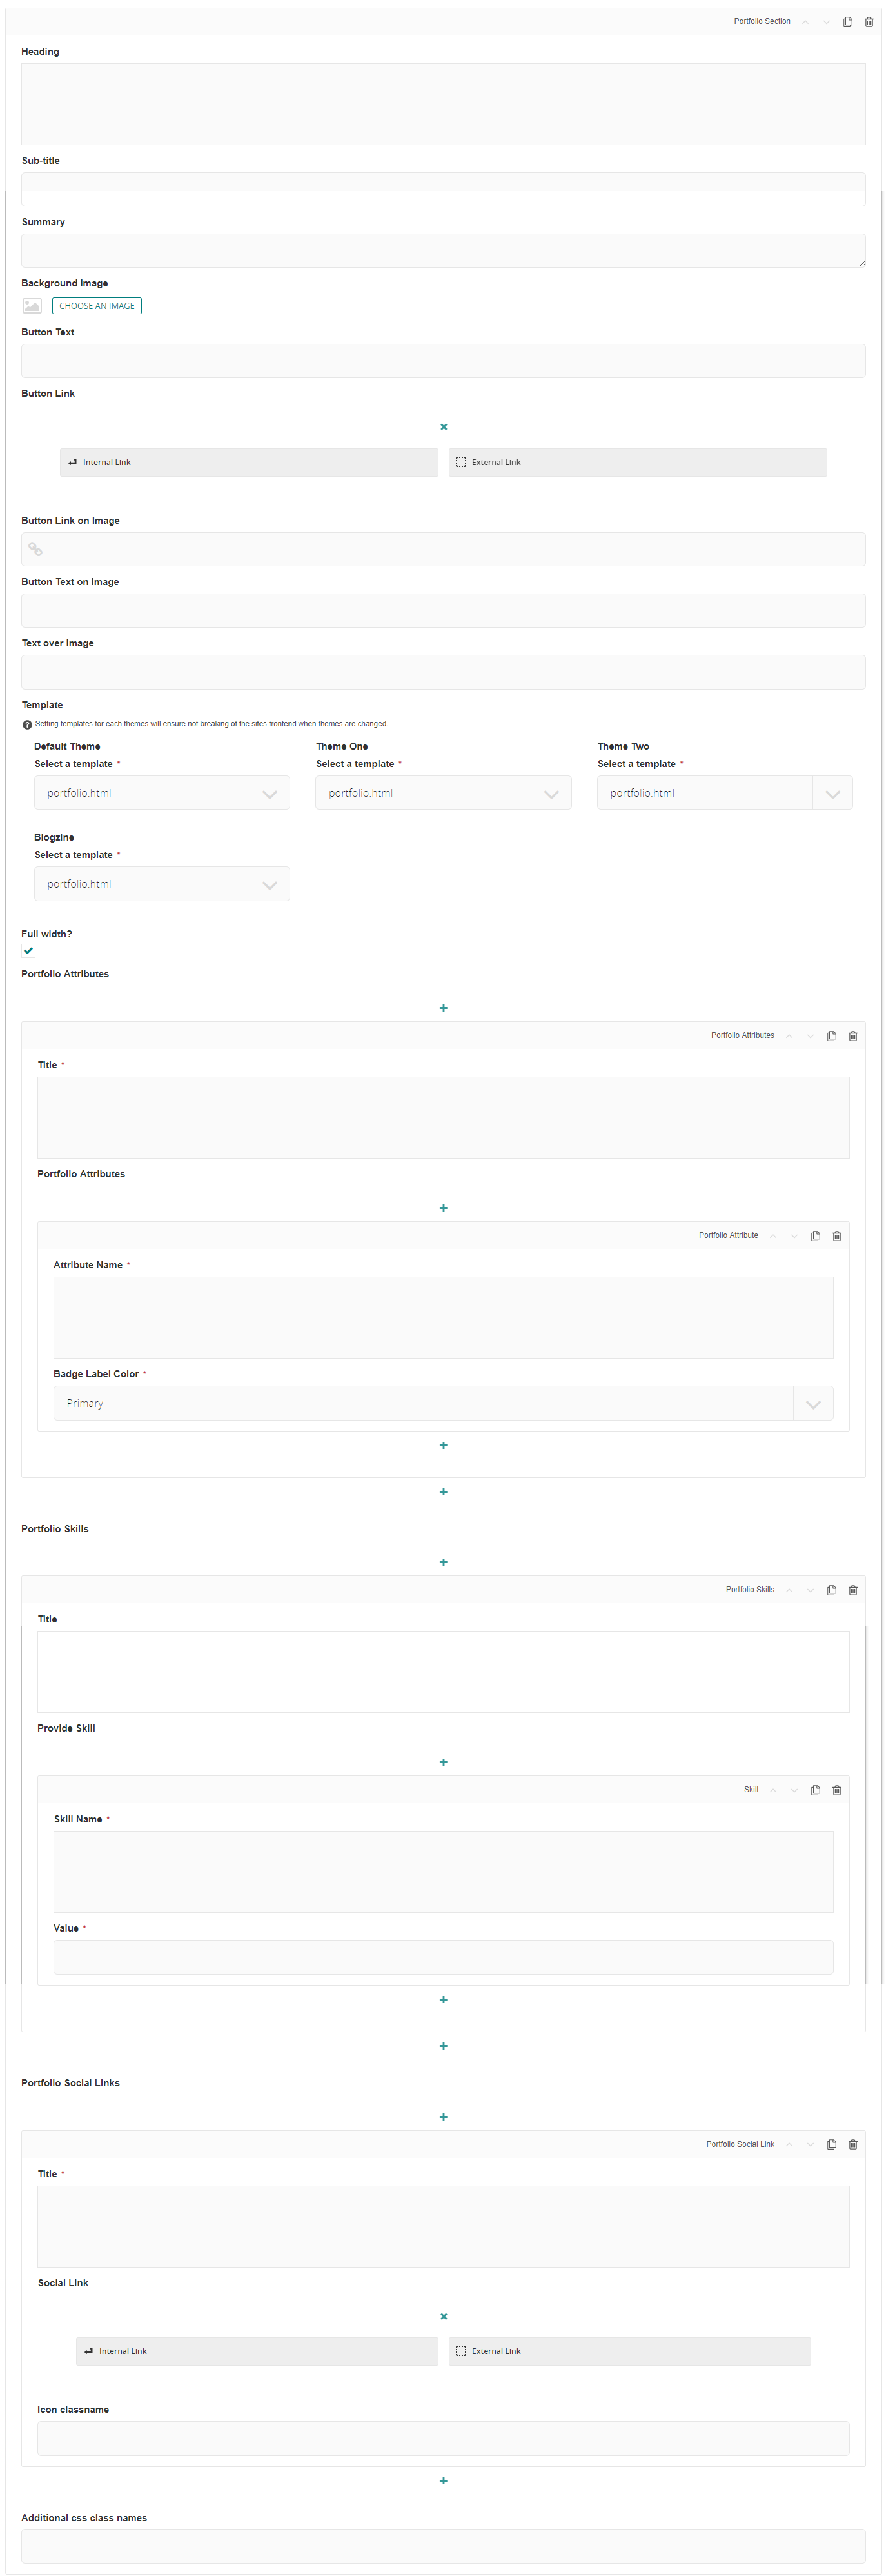 Portfolio Section
Heading
Sub-title
Summary
Background Image
CHOOSE AN IMAGE
Button Text
Button Link
Internal Link External Link
Button Link on Image
Button Text on Image
Text over Image
Template
Setting templates for each themes will ensure not breaking of the sites frontend when themes are changed.
Default Theme Theme One Theme Two
Select a template * Select a template * Select a template *
portfolio.html portfolio.html portfolio.html
Blogzine
Select a template *
portfolio.html
Full width?
Portfolio Attributes
Portfolio Attributes
Title *
Portfolio Attributes
Portfolio Attribute
Attribute Name *
Badge Label Color *
Primary
Portfolio Skills
Portfolio Skills
Title
Provide Skill
Skill
Skill Name *
Value *
Portfolio Social Links
Portfolio Social Link
Title *
Social Link
Internal Link External Link
Icon classname
Additional css class names